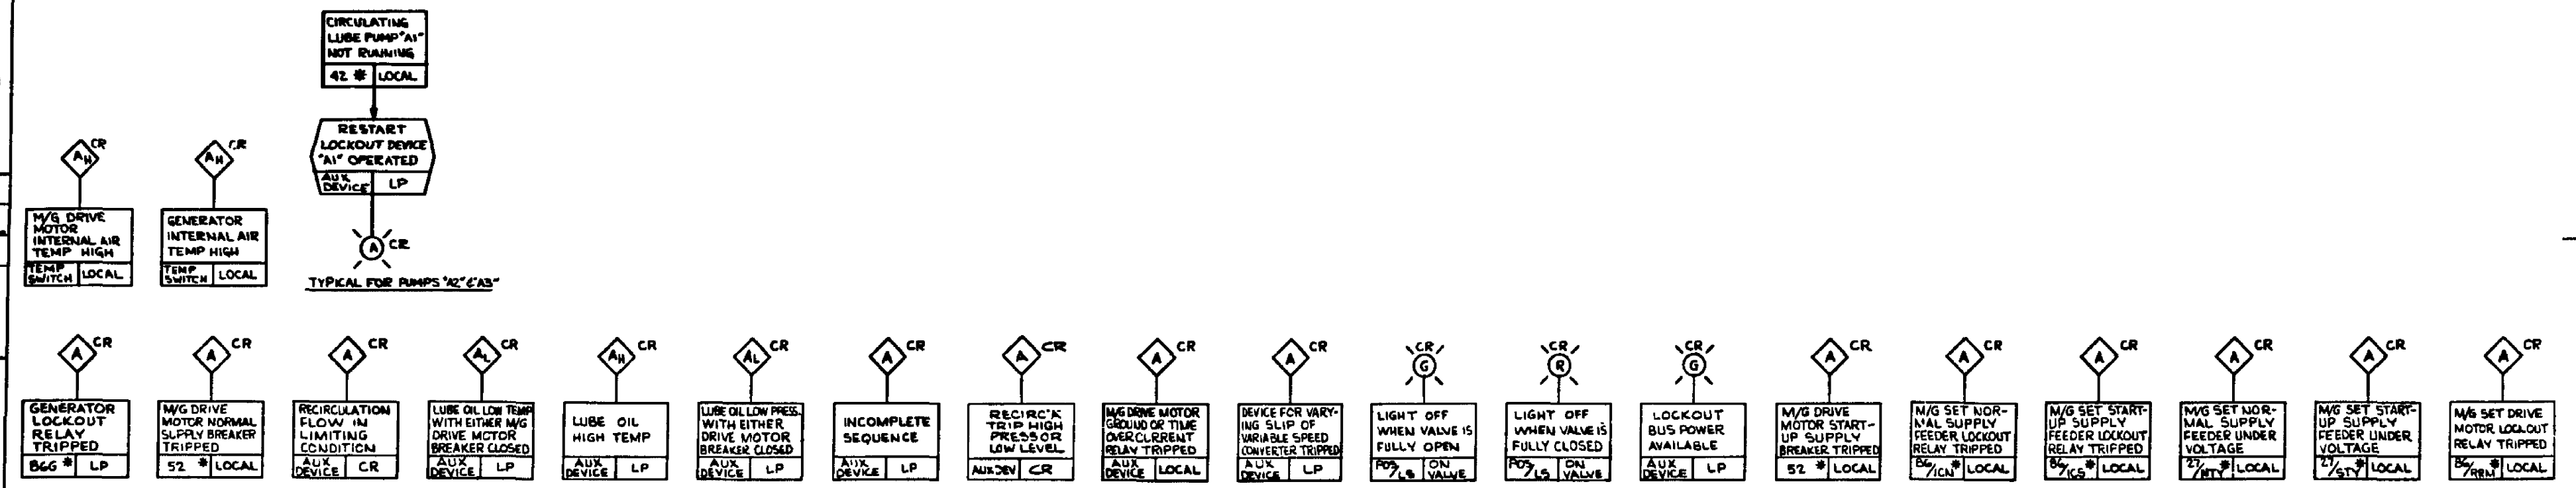 CIRCULATING
LUBE PUMP "A1"
NOT RUNNING
42 * LOCAL
RESTART
LOCKOUT DEVICE
"A1" OPERATED
AUX DEVICE LP
A CR
TYPICAL FOR PUMPS "A2" & "A3"
AH CR
M/G DRIVE
MOTOR
INTERNAL AIR
TEMP HIGH
TEMP SWITCH LOCAL
AH CR
GENERATOR
INTERNAL AIR
TEMP HIGH
TEMP SWITCH LOCAL
A CR
GENERATOR
LOCKOUT
RELAY
TRIPPED
86G * LP
A CR
M/G DRIVE
MOTOR NORMAL
SUPPLY BREAKER
TRIPPED
52 * LOCAL
A CR
RECIRCULATION
FLOW IN
LIMITING
CONDITION
AUX DEVICE CR
AL CR
LUBE OIL LOW TEMP
WITH EITHER M/G
DRIVE MOTOR
BREAKER CLOSED
AUX DEVICE LP
AH CR
LUBE OIL
HIGH TEMP
AUX DEVICE LP
AL CR
LUBE OIL LOW PRESS.
WITH EITHER
DRIVE MOTOR
BREAKER CLOSED
AUX DEVICE LP
A CR
INCOMPLETE
SEQUENCE
AUX DEVICE LP
A CR
RECIRC "A"
TRIP HIGH
PRESS OR
LOW LEVEL
AUX DEV CR
A CR
M/G DRIVE MOTOR
GROUND OR TIME
OVERCURRENT
RELAY TRIPPED
AUX DEVICE LOCAL
A CR
DEVICE FOR VARY-
ING SLIP OF
VARIABLE SPEED
CONVERTER TRIPPED
AUX DEVICE LP
CR
G
LIGHT OFF
WHEN VALVE IS
FULLY OPEN
POS/LS ON VALVE
CR
R
LIGHT OFF
WHEN VALVE IS
FULLY CLOSED
POS/LS ON VALVE
CR
G
LOCKOUT
BUS POWER
AVAILABLE
AUX DEVICE LP
A CR
M/G DRIVE
MOTOR START-
UP SUPPLY
BREAKER TRIPPED
52 * LOCAL
A CR
M/G SET NOR-
MAL SUPPLY
FEEDER LOCKOUT
RELAY TRIPPED
86/ICN * LOCAL
A CR
M/G SET START-
UP SUPPLY
FEEDER LOCKOUT
RELAY TRIPPED
86/ICS * LOCAL
A CR
M/G SET NOR-
MAL SUPPLY
FEEDER UNDER
VOLTAGE
27/NTY * LOCAL
A CR
M/G SET START-
UP SUPPLY
FEEDER UNDER
VOLTAGE
27/STY * LOCAL
A CR
M/G SET DRIVE
MOTOR LOCKOUT
RELAY TRIPPED
86/RRM * LOCAL